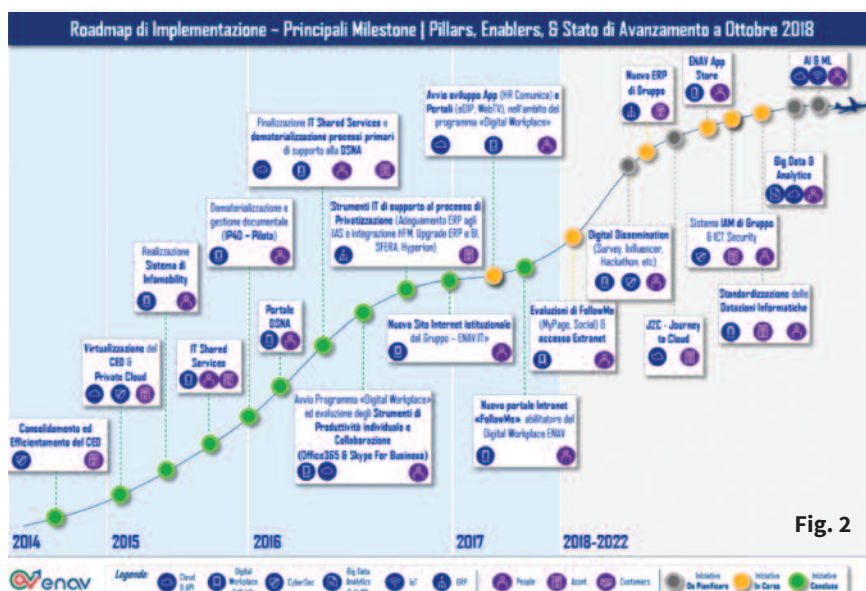 Roadmap di Implementazione – Principali Milestone | Pillars, Enablers, & Stato di Avanzamento a Ottobre 2018
AI & ML
ENAV App
Store
Nuovo ERP
di Gruppo
Avvio sviluppo App (HR Comunica) e
Portali (eDIP, WebTV), nell'ambito del
programma «Digital Workplace»
Finalizzazione IT Shared Services e
dematerializzazione processi primari
di supporto alla DSNA
Big Data &
Analytics
Dematerializzazione e
gestione documentale
(IP4D – Pilota)
Strumenti IT di supporto al processo di
Privatizzazione (Adeguamento ERP agli
IAS e integrazione HFM, Upgrade ERP e BI,
SFERA, Hyperion)
Digital Dissemination
(Survey, Influencer,
Hackathon, etc)
Sistema IAM di Gruppo
& ICT Security
Realizzazione
Sistema di
Infomobility
Portale
DSNA
Nuovo Sito Internet istituzionale
del Gruppo – ENAV.IT»
Evoluzioni di FollowMe
(MyPage, Social) &
accesso Extranet
J2C - Journey
to Cloud
Standardizzazione delle
Dotazioni Informatiche
Virtualizzazione del
CED &
Private Cloud
IT Shared
Services
Avvio Programma «Digital Workplace»
ed evoluzione degli Strumenti di
Produttività individuale e
Collaborazione
(Office365 & Skype For Business)
Nuovo portale Intranet
«FollowMe», abilitatore del
Digital Workplace ENAV
Consolidamento ed
Efficientamento del CED
Fig. 2
2014 2015 2016 2017 2018-2022
enav
Legenda:
Cloud
& API
Digital
Workplace
CyberSec
Big Data
Analytics
IoT
ERP
People
Asset
Customers
Iniziative
Da Pianificare
Iniziative
In Corso
Iniziative
Concluse